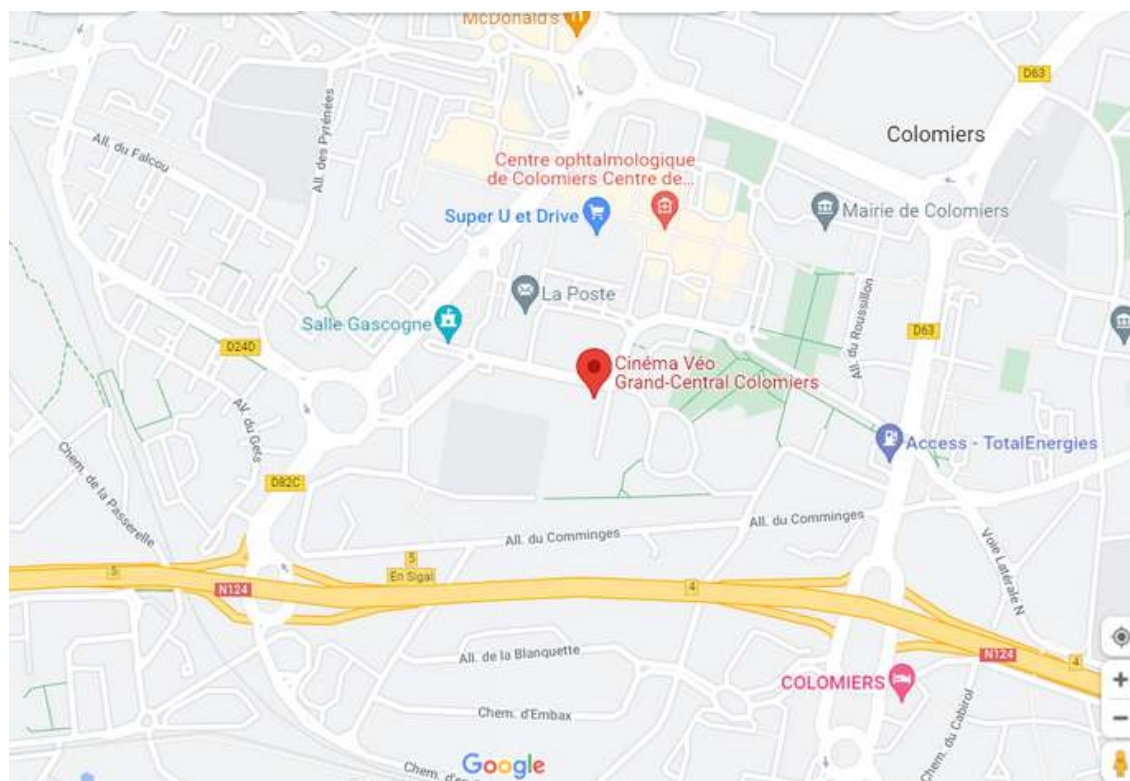 McDonald's
D63
Colomiers
All. du Falcou
All. des Pyrénées
Centre ophtalmologique
de Colomiers Centre de...
Super U et Drive
Mairie de Colomiers
La Poste
Salle Gascogne
All. du Roussillon
D63
D24D
Cinéma Véo
Grand-Central Colomiers
AV. du Gers
Access - TotalEnergies
Chem. de la Passerelle
D82C
All. du Comminges
All. du Comminges
Voie Latérale N
5
5
En Sigal
N124
4
All. de la Blanquette
N124
4
COLOMIERS
Chem. d'Embax
Chem. du Cabirol
Google